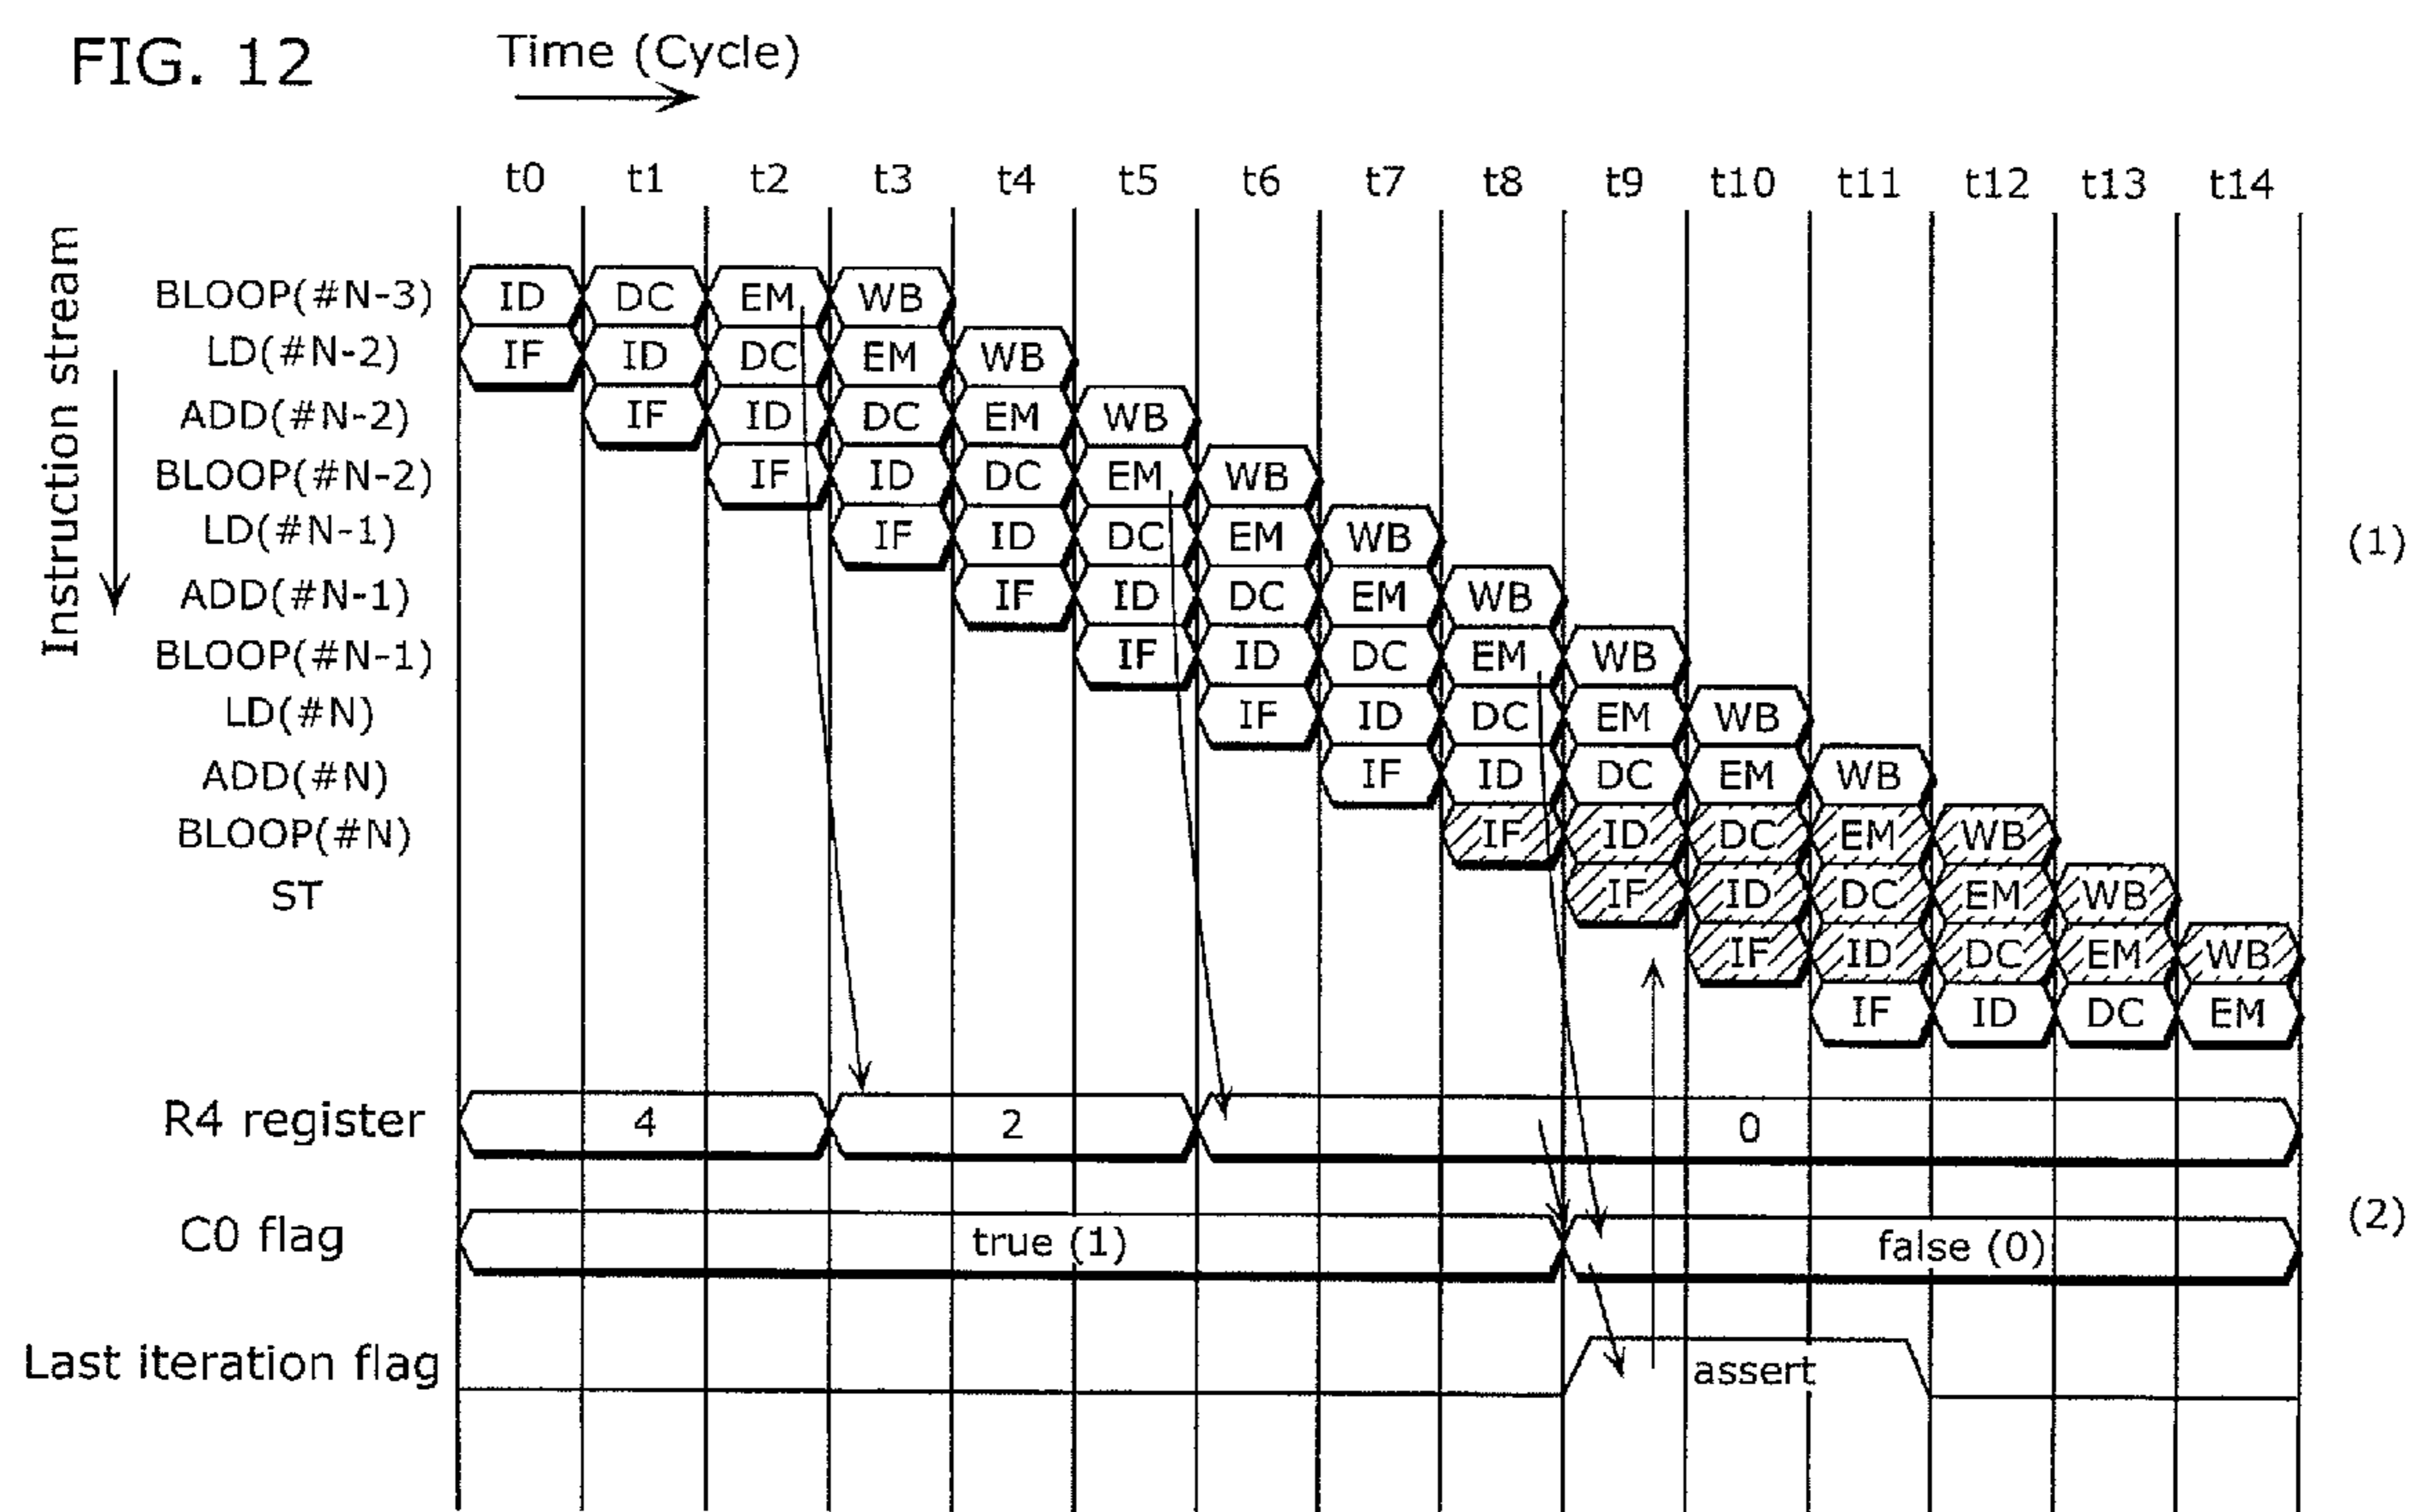 FIG. 12
Time (Cycle)
t0 t1 t2 t3 t4 t5 t6 t7 t8 t9 t10 t11 t12 t13 t14
Instruction stream
BLOOP(#N-3) ID DC EM WB
LD(#N-2) IF ID DC EM WB
ADD(#N-2) IF ID DC EM WB
BLOOP(#N-2) IF ID DC EM WB
LD(#N-1) IF ID DC EM WB
(1)
ADD(#N-1) IF ID DC EM WB
BLOOP(#N-1) IF ID DC EM WB
LD(#N) IF ID DC EM WB
ADD(#N) IF ID DC EM WB
BLOOP(#N) IF ID DC EM WB
ST IF ID DC EM WB
IF ID DC EM WB
IF ID DC EM
R4 register 4 2 0
(2)
C0 flag true (1) false (0)
Last iteration flag assert